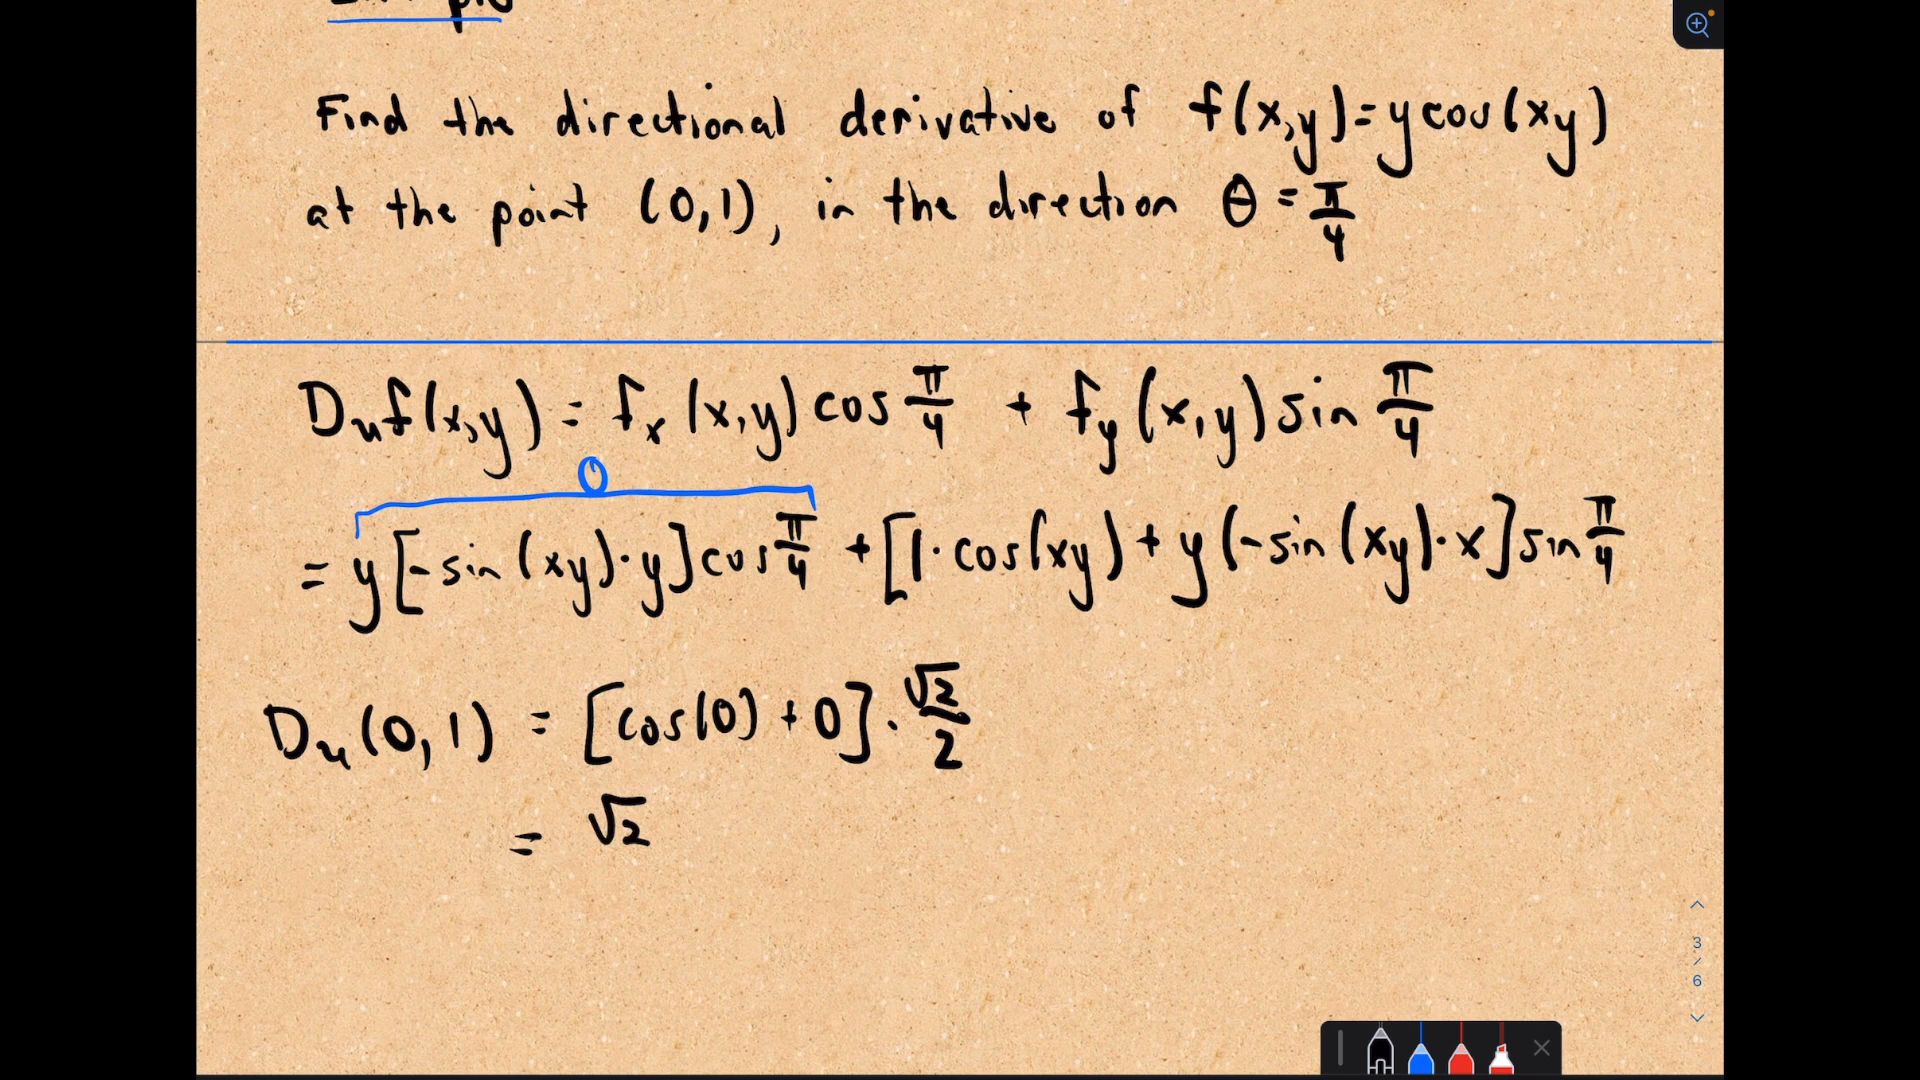 Find the directional derivative of f(x,y)=ycos(xy)
at the point (0,1), in the direction θ = π/4
Duf(x,y) = fx(x,y)cos π/4 + fy(x,y)sin π/4
0
= y[-sin(xy)·y]cos π/4 + [1·cos(xy) + y(-sin(xy)·x]sin π/4
Du(0,1) = [cos(0) + 0]·√2/2
= √2
3
/
6